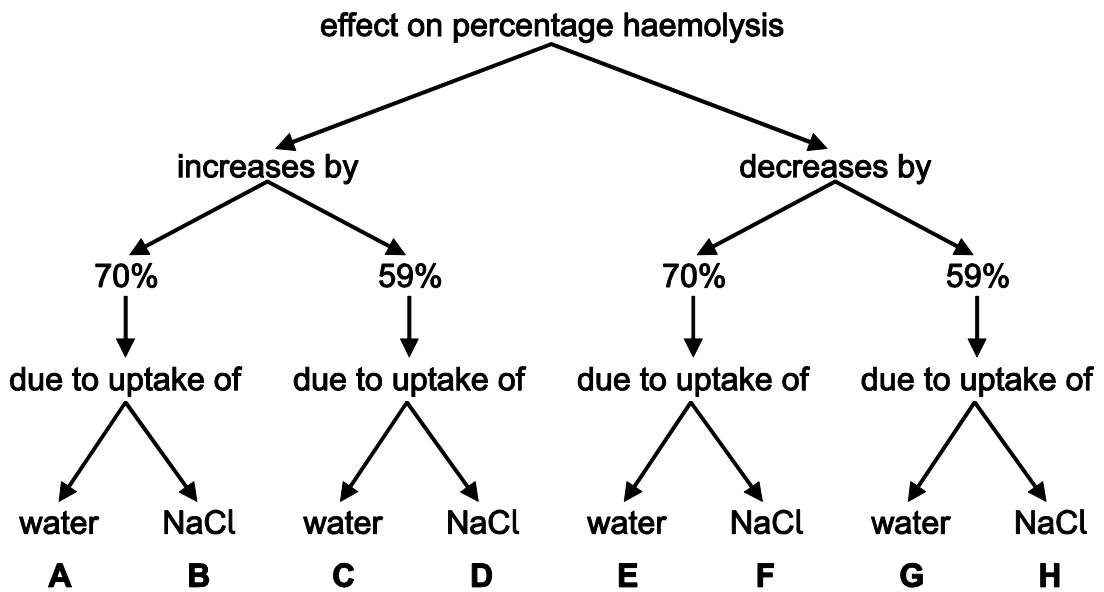 effect on percentage haemolysis
increases by decreases by
70% 59% 70% 59%
due to uptake of due to uptake of due to uptake of due to uptake of
water NaCl water NaCl water NaCl water NaCl
A B C D E F G H